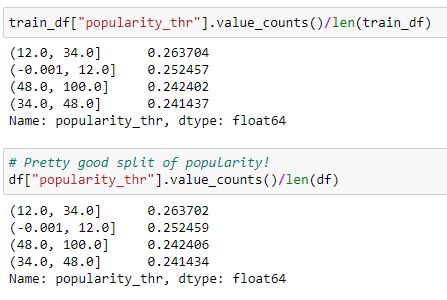 train_df["popularity_thr"].value_counts()/len(train_df)
(12.0, 34.0]      0.263704
(-0.001, 12.0]    0.252457
(48.0, 100.0]     0.242402
(34.0, 48.0]      0.241437
Name: popularity_thr, dtype: float64
# Pretty good split of popularity!
df["popularity_thr"].value_counts()/len(df)
(12.0, 34.0]      0.263702
(-0.001, 12.0]    0.252459
(48.0, 100.0]     0.242406
(34.0, 48.0]      0.241434
Name: popularity_thr, dtype: float64